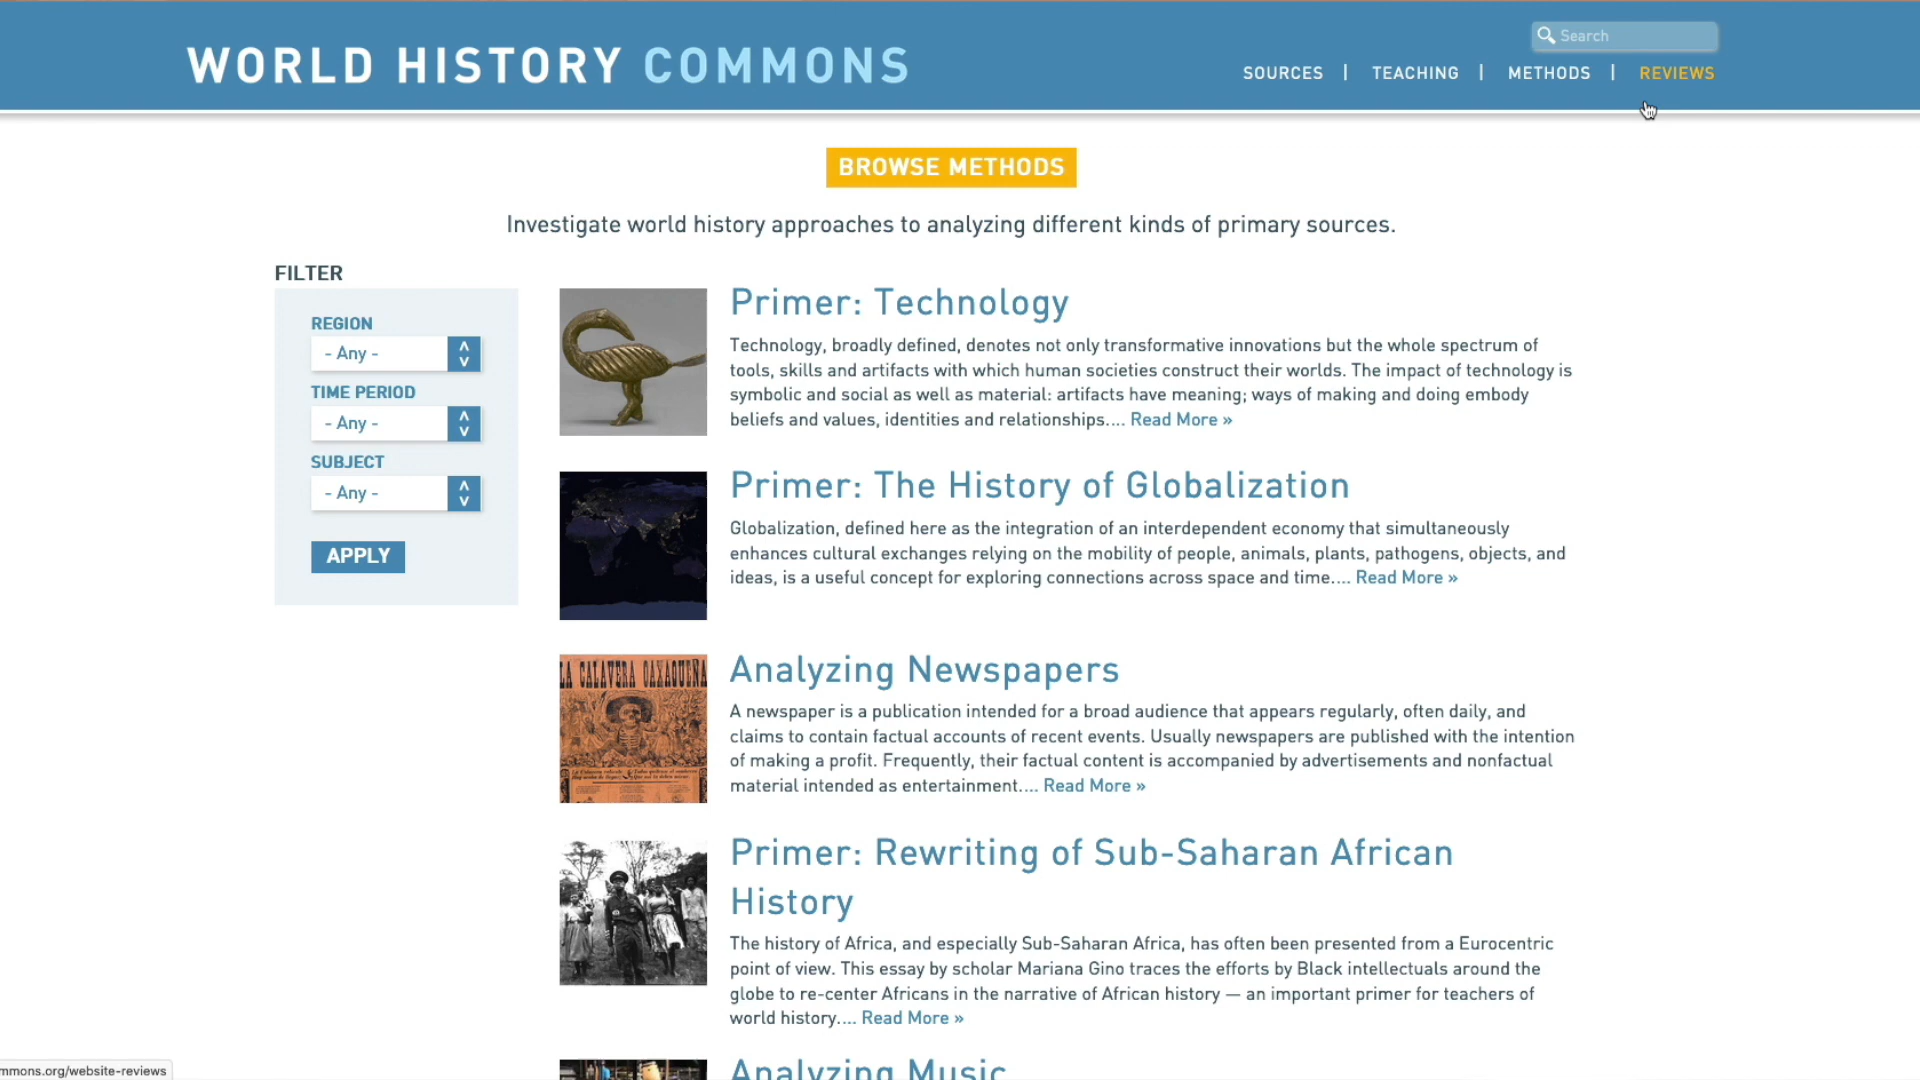 WORLD HISTORY COMMONS
Search
SOURCES | TEACHING | METHODS | REVIEWS
BROWSE METHODS
Investigate world history approaches to analyzing different kinds of primary sources.
FILTER
REGION
- Any -
TIME PERIOD
- Any -
SUBJECT
- Any -
APPLY
Primer: Technology
Technology, broadly defined, denotes not only transformative innovations but the whole spectrum of
tools, skills and artifacts with which human societies construct their worlds. The impact of technology is
symbolic and social as well as material: artifacts have meaning; ways of making and doing embody
beliefs and values, identities and relationships.... Read More »
Primer: The History of Globalization
Globalization, defined here as the integration of an interdependent economy that simultaneously
enhances cultural exchanges relying on the mobility of people, animals, plants, pathogens, objects, and
ideas, is a useful concept for exploring connections across space and time.... Read More »
LA CALAVERA OAXAQUEÑA
Analyzing Newspapers
A newspaper is a publication intended for a broad audience that appears regularly, often daily, and
claims to contain factual accounts of recent events. Usually newspapers are published with the intention
of making a profit. Frequently, their factual content is accompanied by advertisements and nonfactual
material intended as entertainment.... Read More »
Primer: Rewriting of Sub-Saharan African
History
The history of Africa, and especially Sub-Saharan Africa, has often been presented from a Eurocentric
point of view. This essay by scholar Mariana Gino traces the efforts by Black intellectuals around the
globe to re-center Africans in the narrative of African history — an important primer for teachers of
world history.... Read More »
Analyzing Music
mmons.org/website-reviews